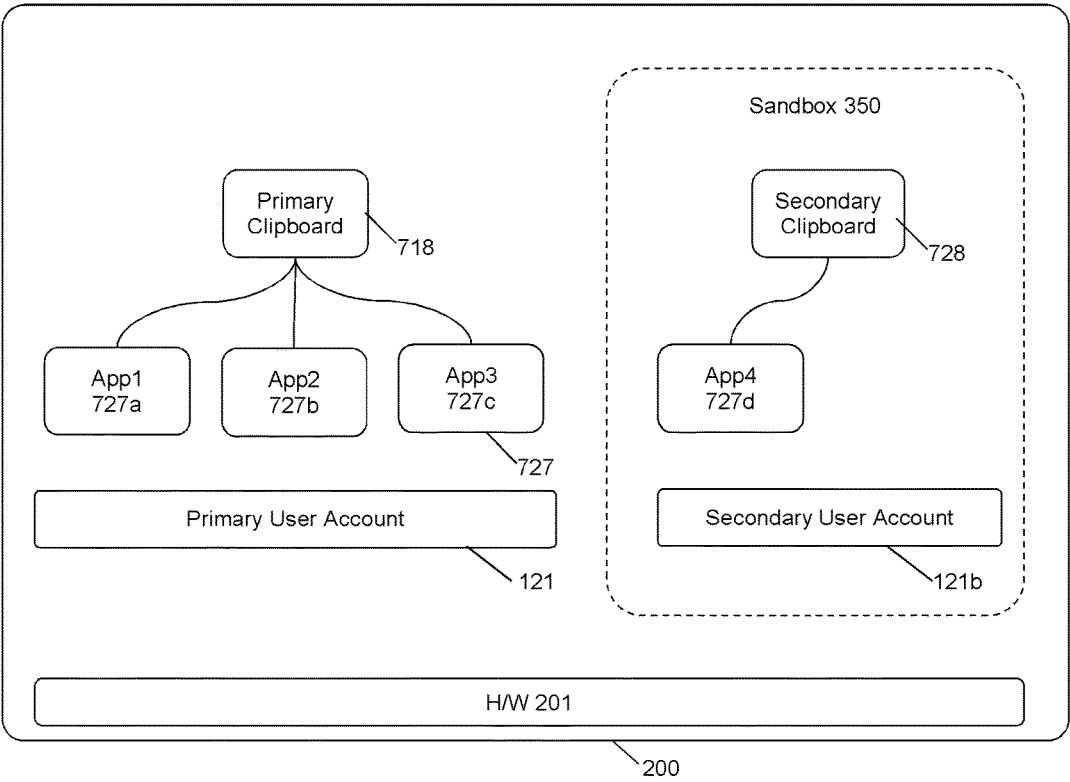 Sandbox 350
Primary
Clipboard
718
Secondary
Clipboard
728
App1
727a
App2
727b
App3
727c
727
App4
727d
Primary User Account
121
Secondary User Account
121b
H/W 201
200